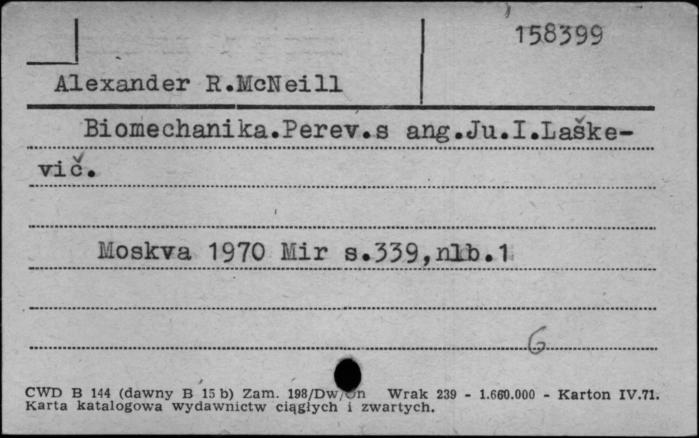 158399
Alexander R.McNeill
Biomechanika.Perev.s ang.Ju.I.Laške-
vič.
Moskva 1970 Mir s.339,nlb.1
6
CWD B 144 (dawny B 15 b) Zam. 198/Dw/On Wrak 239 - 1.660.000 - Karton IV.71.
Karta katalogowa wydawnictw ciągłych i zwartych.